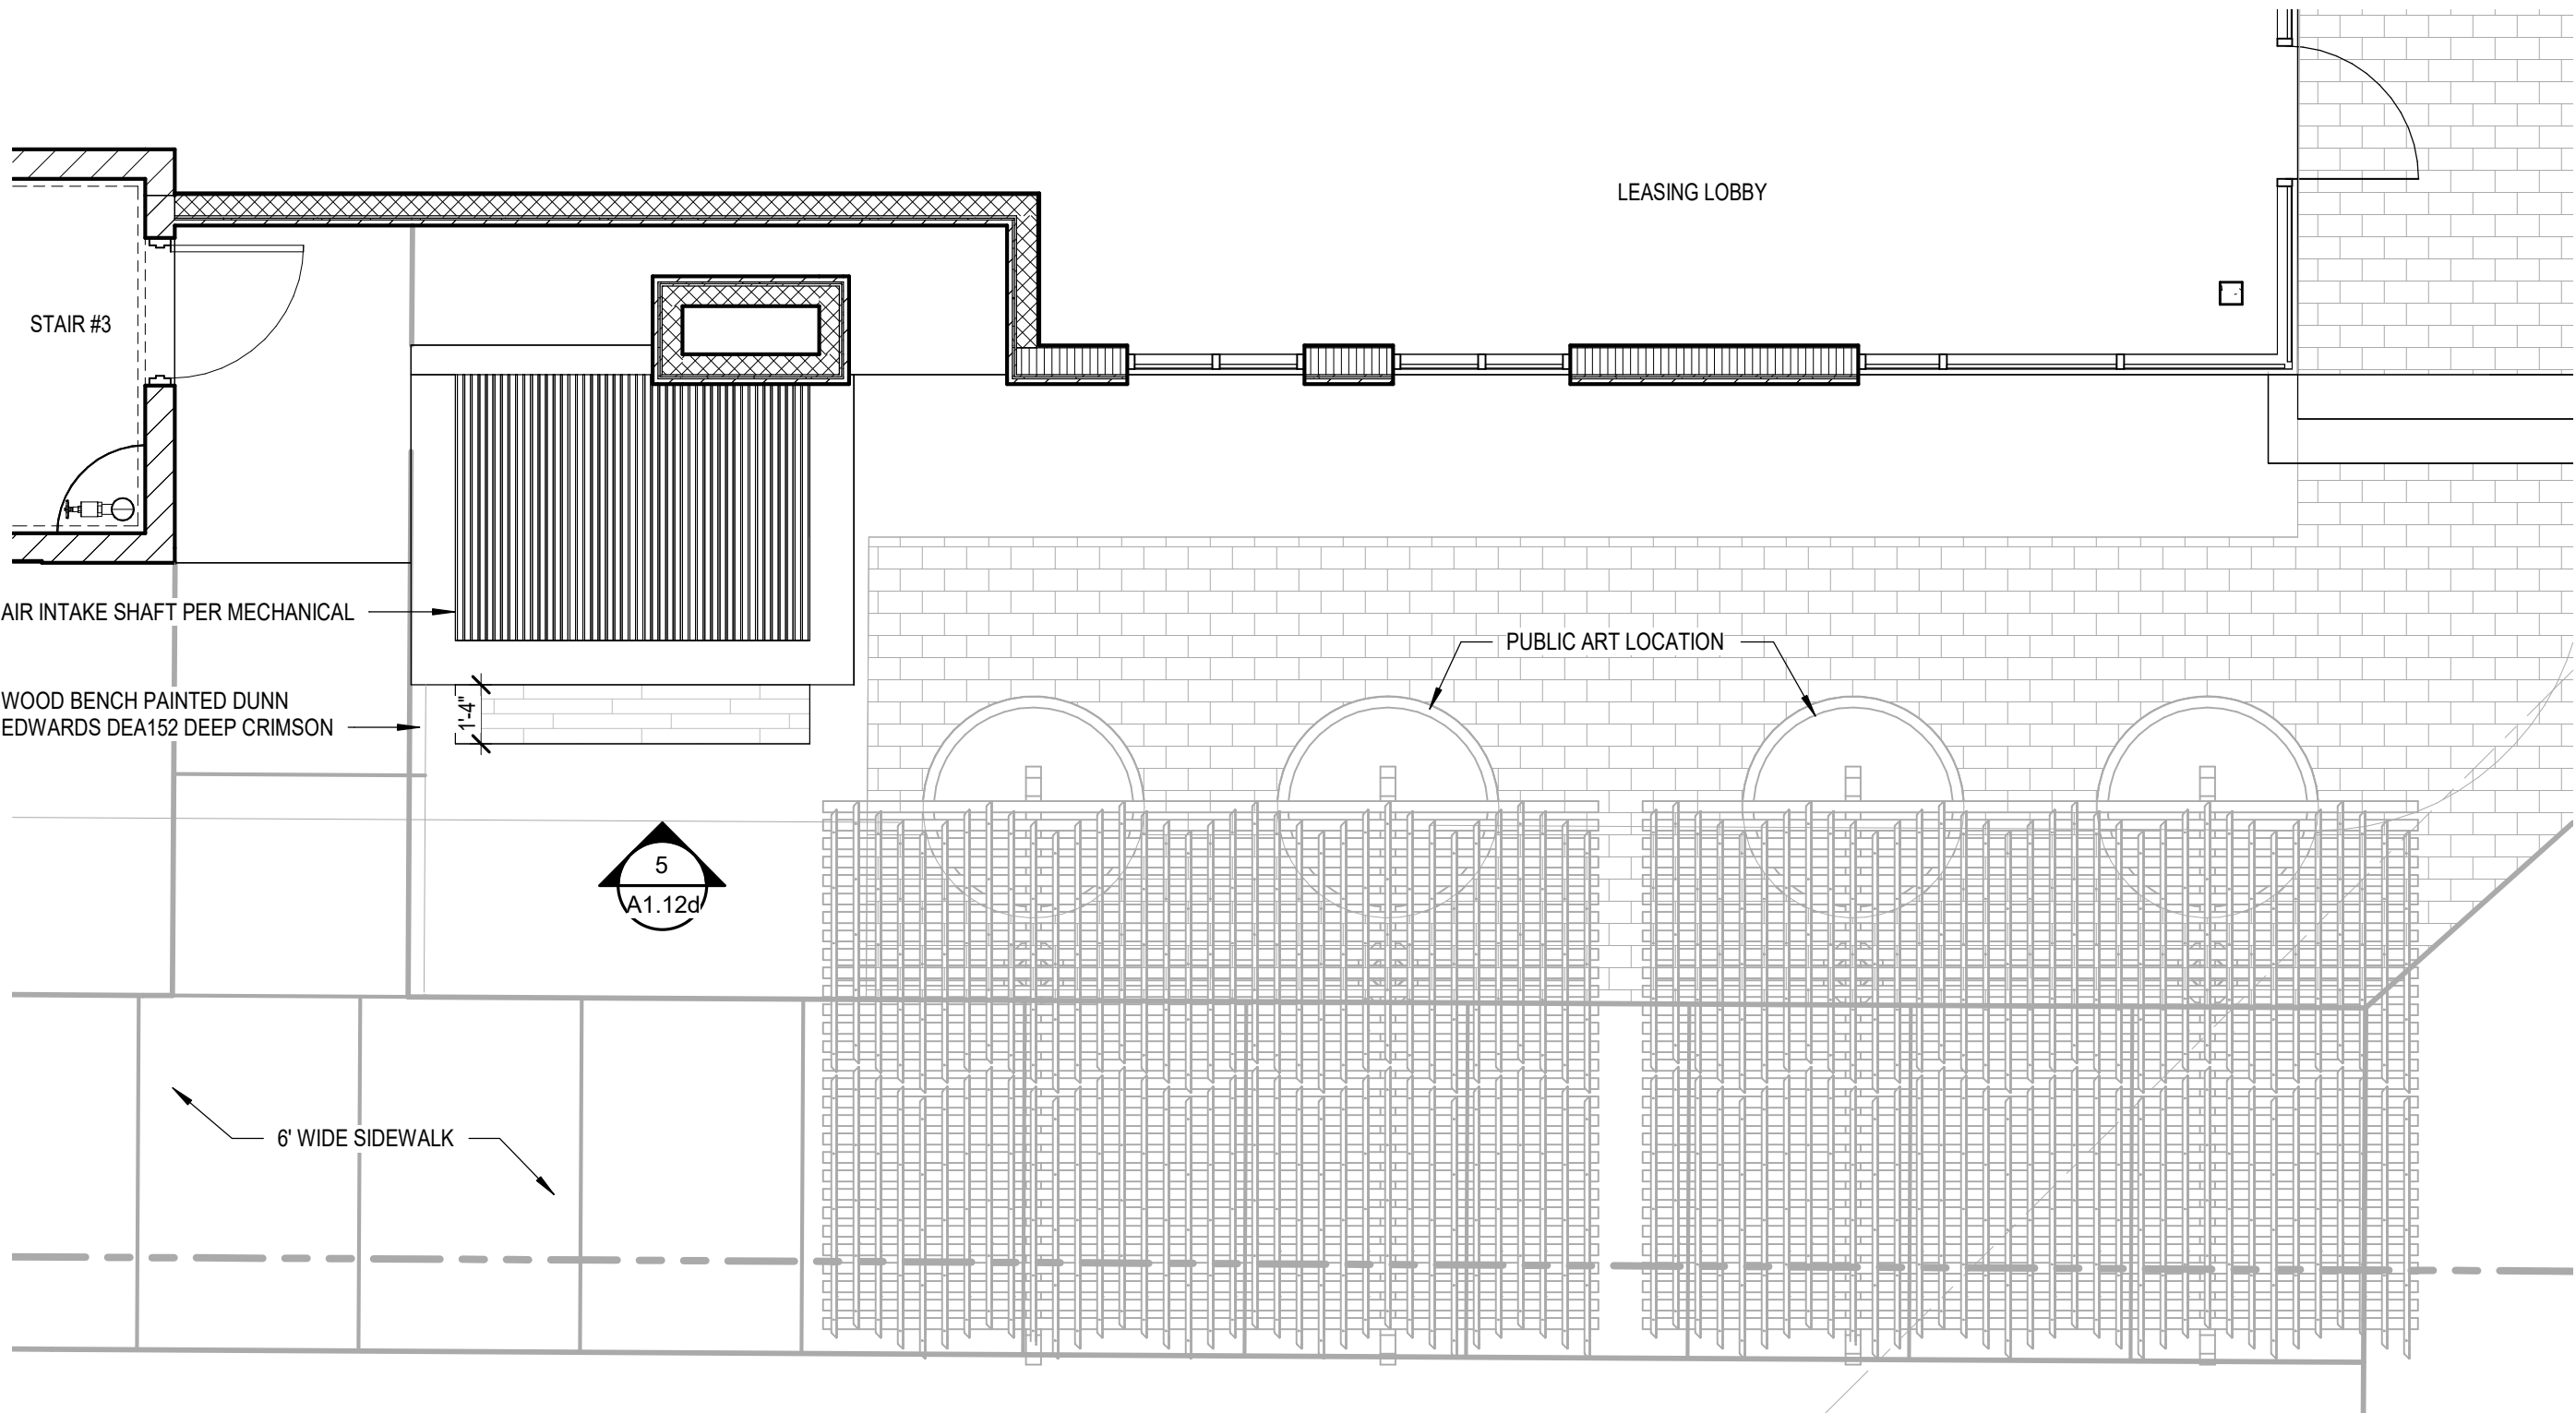 LEASING LOBBY
STAIR #3
AIR INTAKE SHAFT PER MECHANICAL
PUBLIC ART LOCATION
WOOD BENCH PAINTED DUNN
EDWARDS DEA152 DEEP CRIMSON
1'-4"
5
A1.12d
6' WIDE SIDEWALK